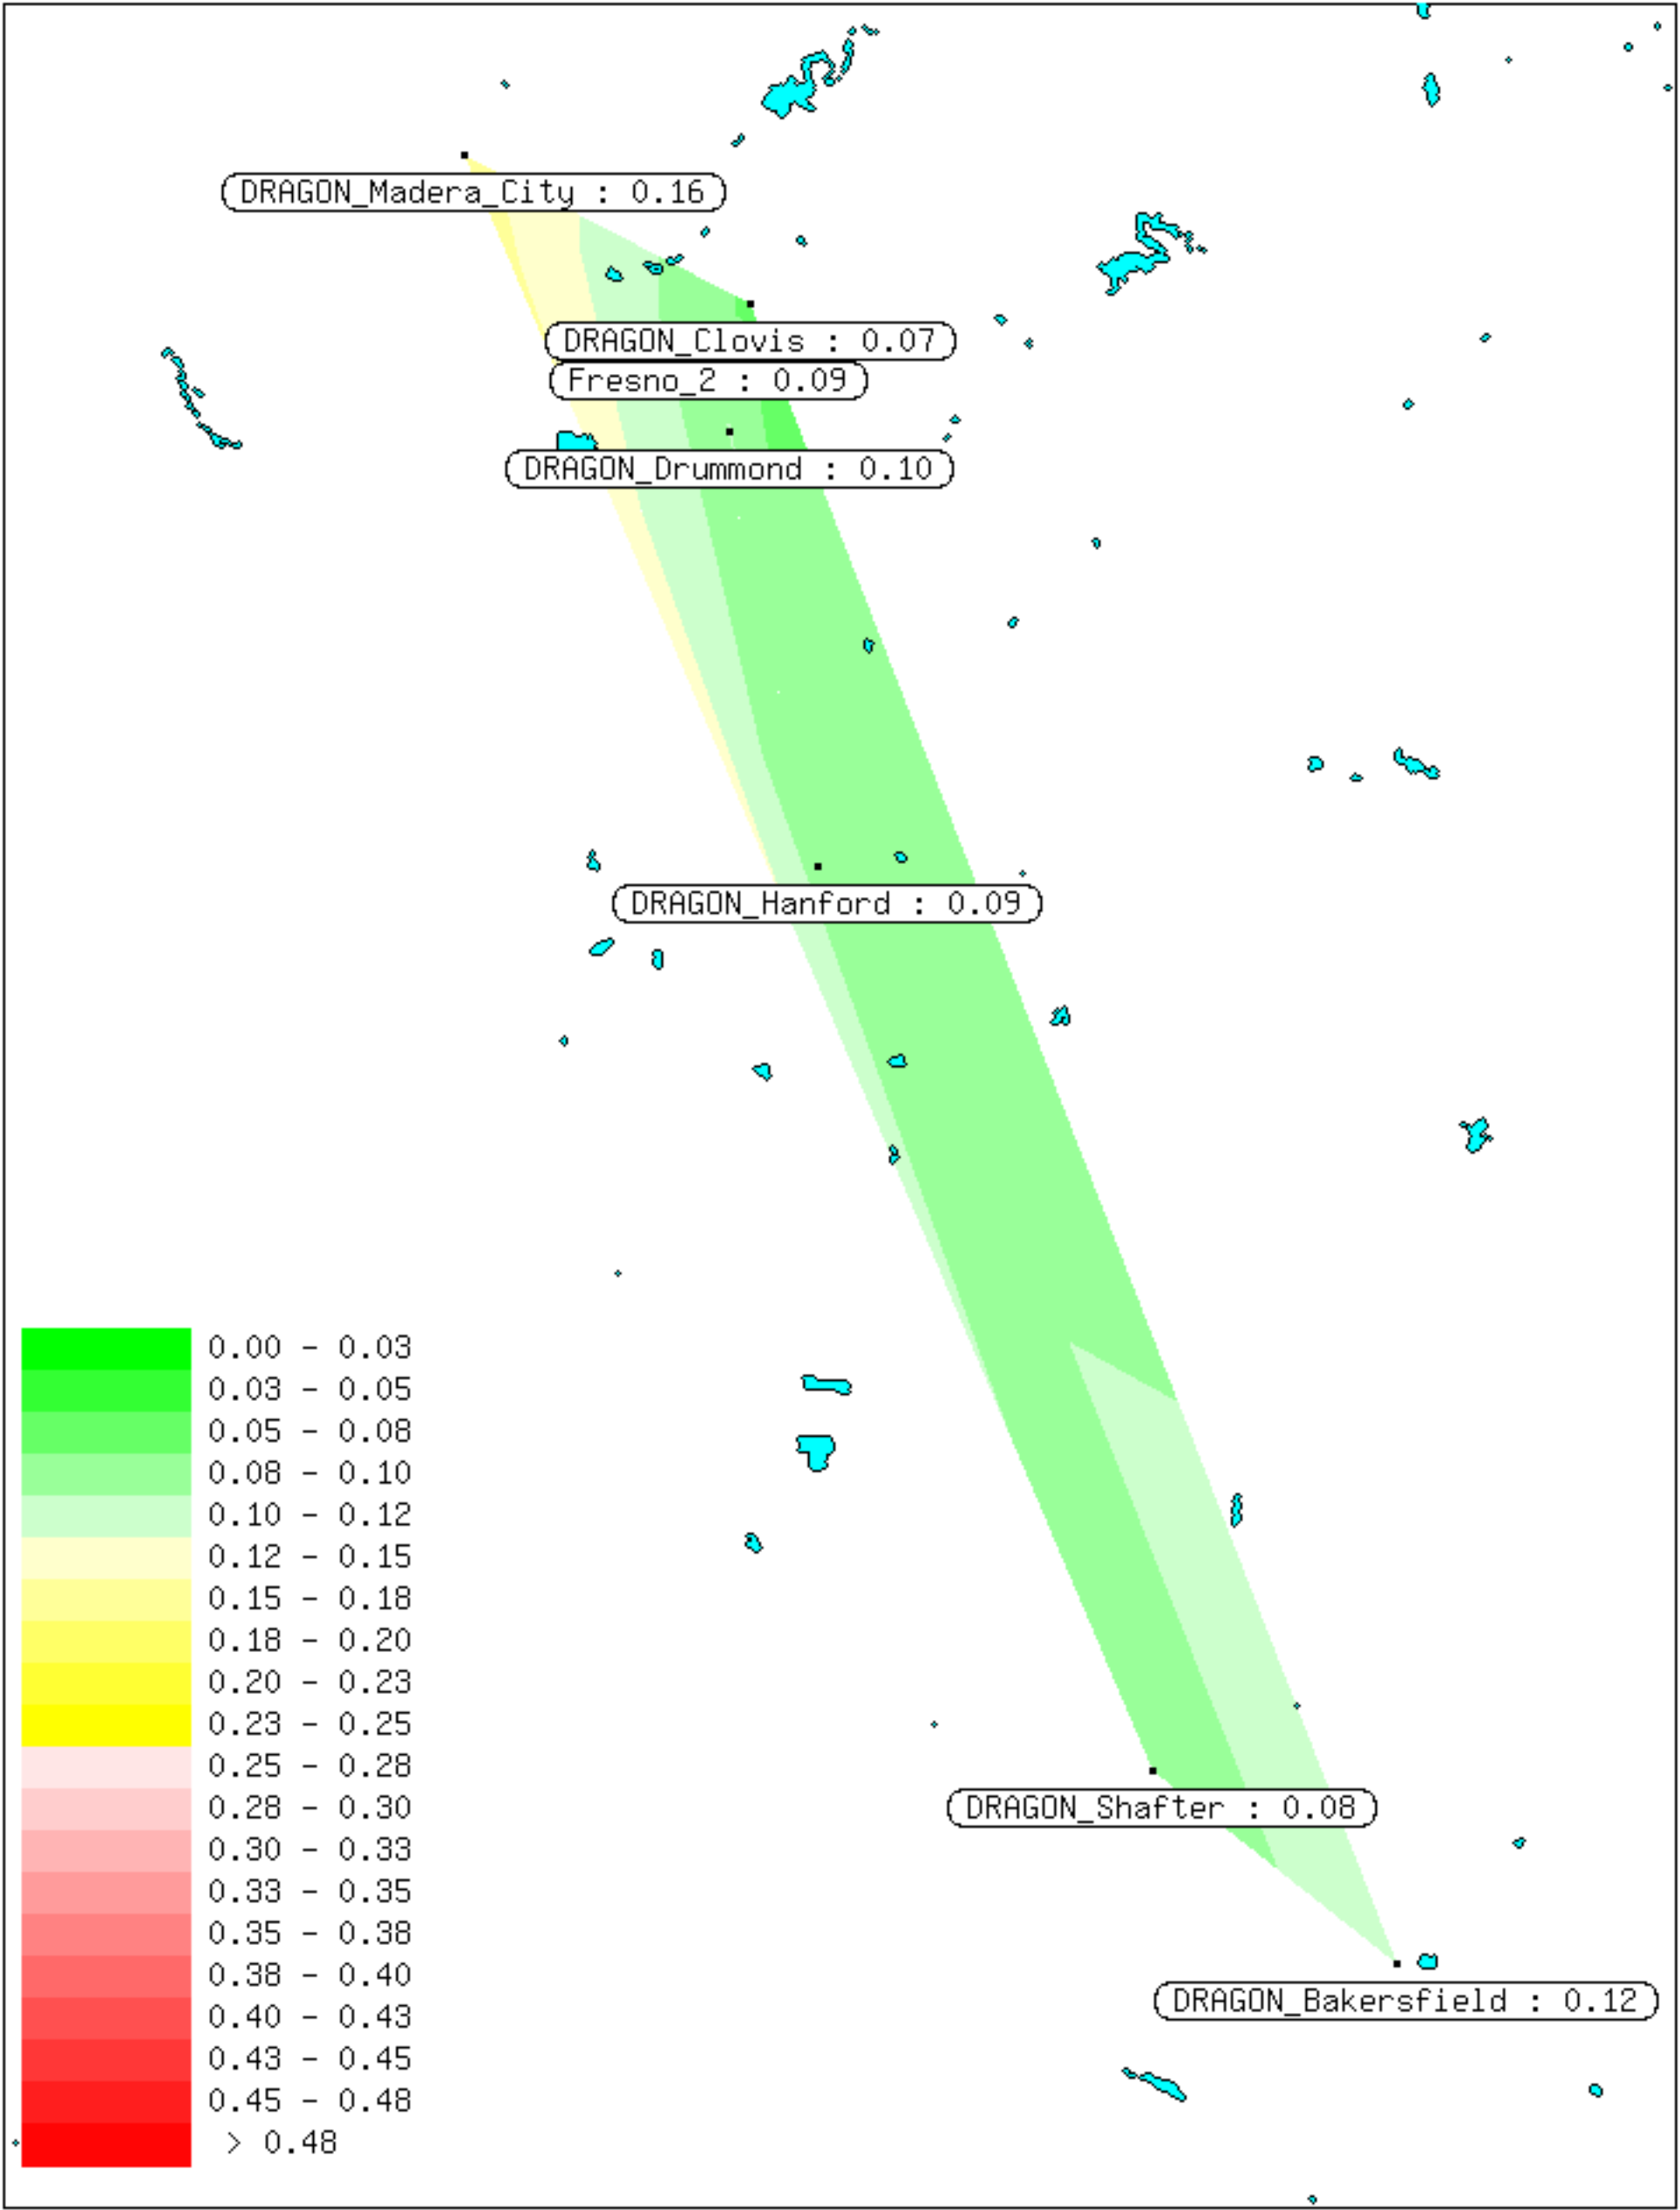 DRAGON_Madera_City : 0.16
DRAGON_Clovis : 0.07
Fresno_2 : 0.09
DRAGON_Drummond : 0.10
DRAGON_Hanford : 0.09
0.00 - 0.03
0.03 - 0.05
0.05 - 0.08
0.08 - 0.10
0.10 - 0.12
0.12 - 0.15
0.15 - 0.18
0.18 - 0.20
0.20 - 0.23
0.23 - 0.25
0.25 - 0.28
0.28 - 0.30
0.30 - 0.33
0.33 - 0.35
0.35 - 0.38
0.38 - 0.40
0.40 - 0.43
0.43 - 0.45
0.45 - 0.48
> 0.48
DRAGON_Shafter : 0.08
DRAGON_Bakersfield : 0.12